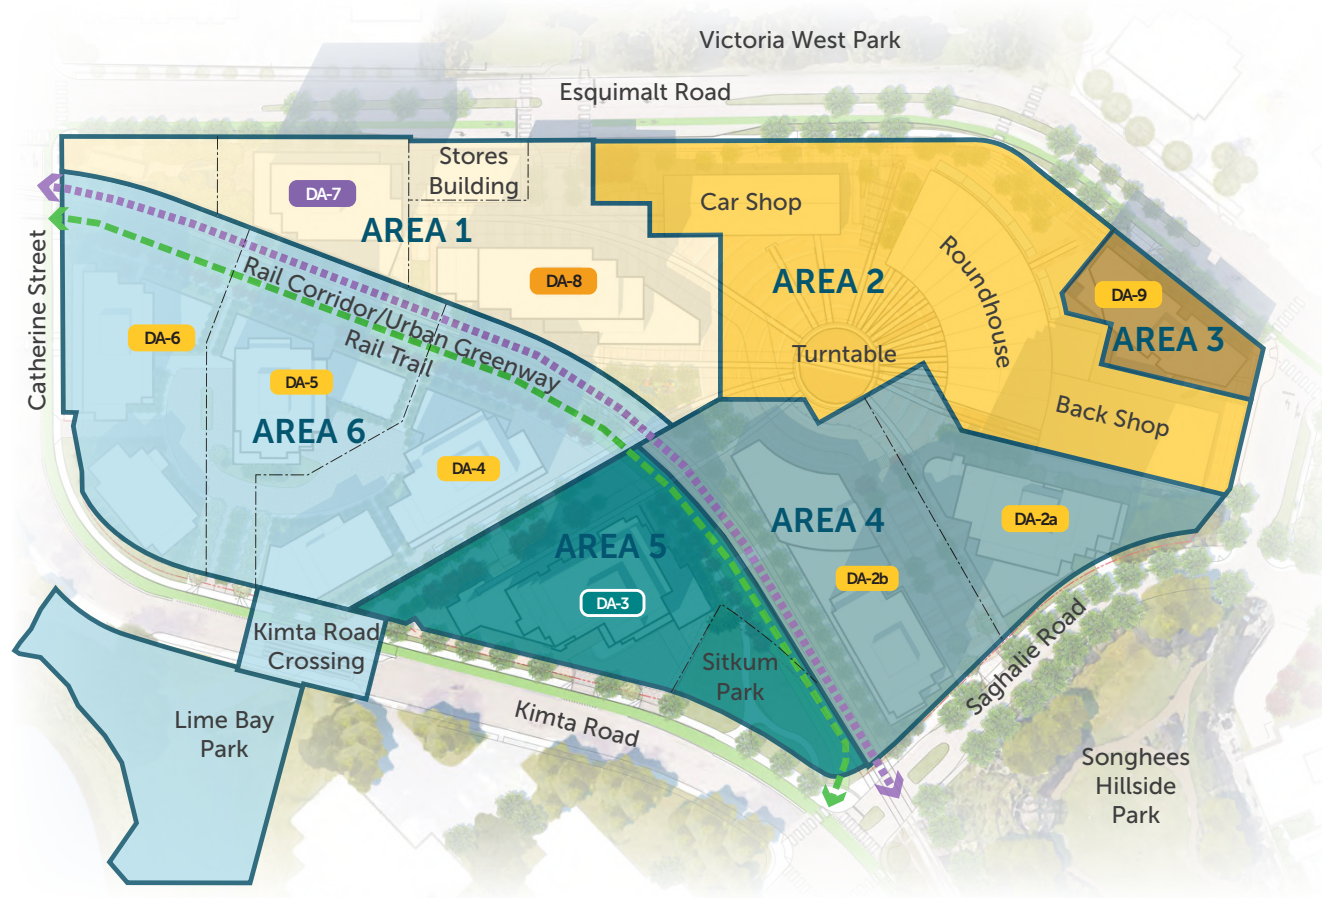 Victoria West Park
Esquimalt Road
Stores
Building
DA-7
Car Shop
AREA 1
Roundhouse
Rail Corridor/Urban Greenway
Rail Trail
DA-8
AREA 2
DA-9
AREA 3
Catherine Street
DA-6
Turntable
DA-5
AREA 6
Back Shop
DA-4
AREA 4
DA-2a
AREA 5
DA-2b
DA-3
Kimta Road
Crossing
Sitkum
Park
Saghalie Road
Lime Bay
Park
Kimta Road
Songhees
Hillside
Park